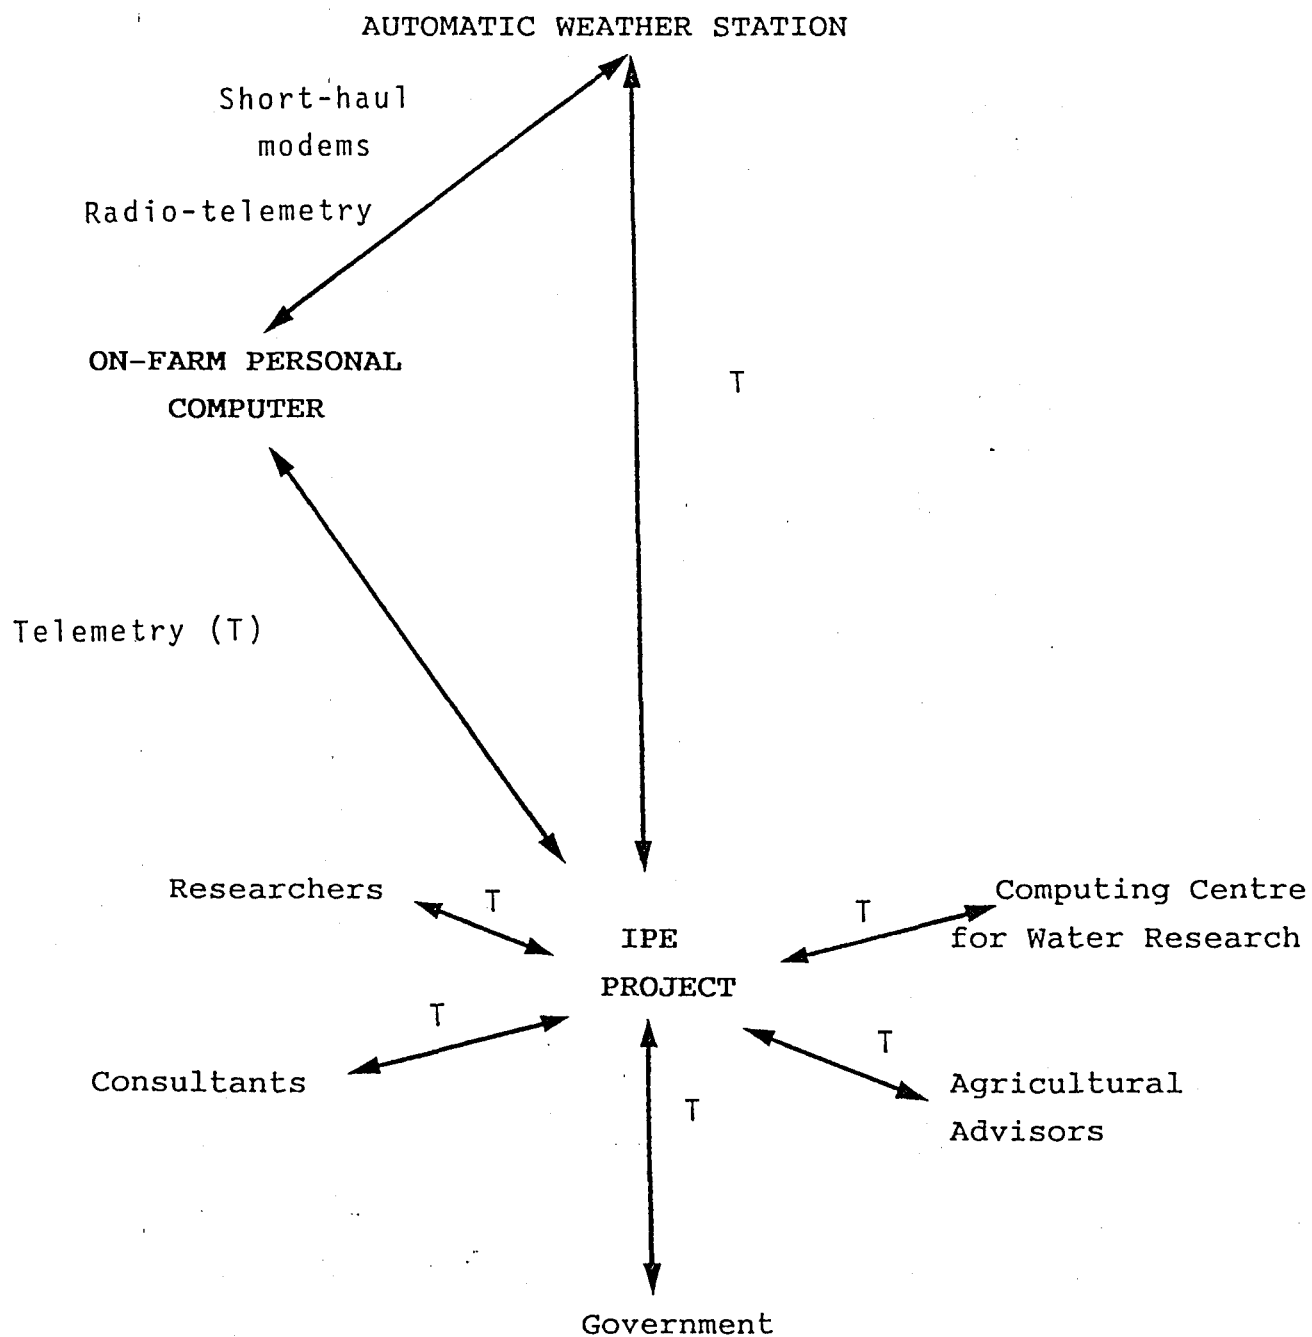 AUTOMATIC WEATHER STATION
Short-haul
modems
Radio-telemetry
ON-FARM PERSONAL
COMPUTER
T
Telemetry (T)
Researchers
T
T
Computing Centre
for Water Research
IPE
PROJECT
T
Consultants
T
Agricultural
Advisors
T
Government